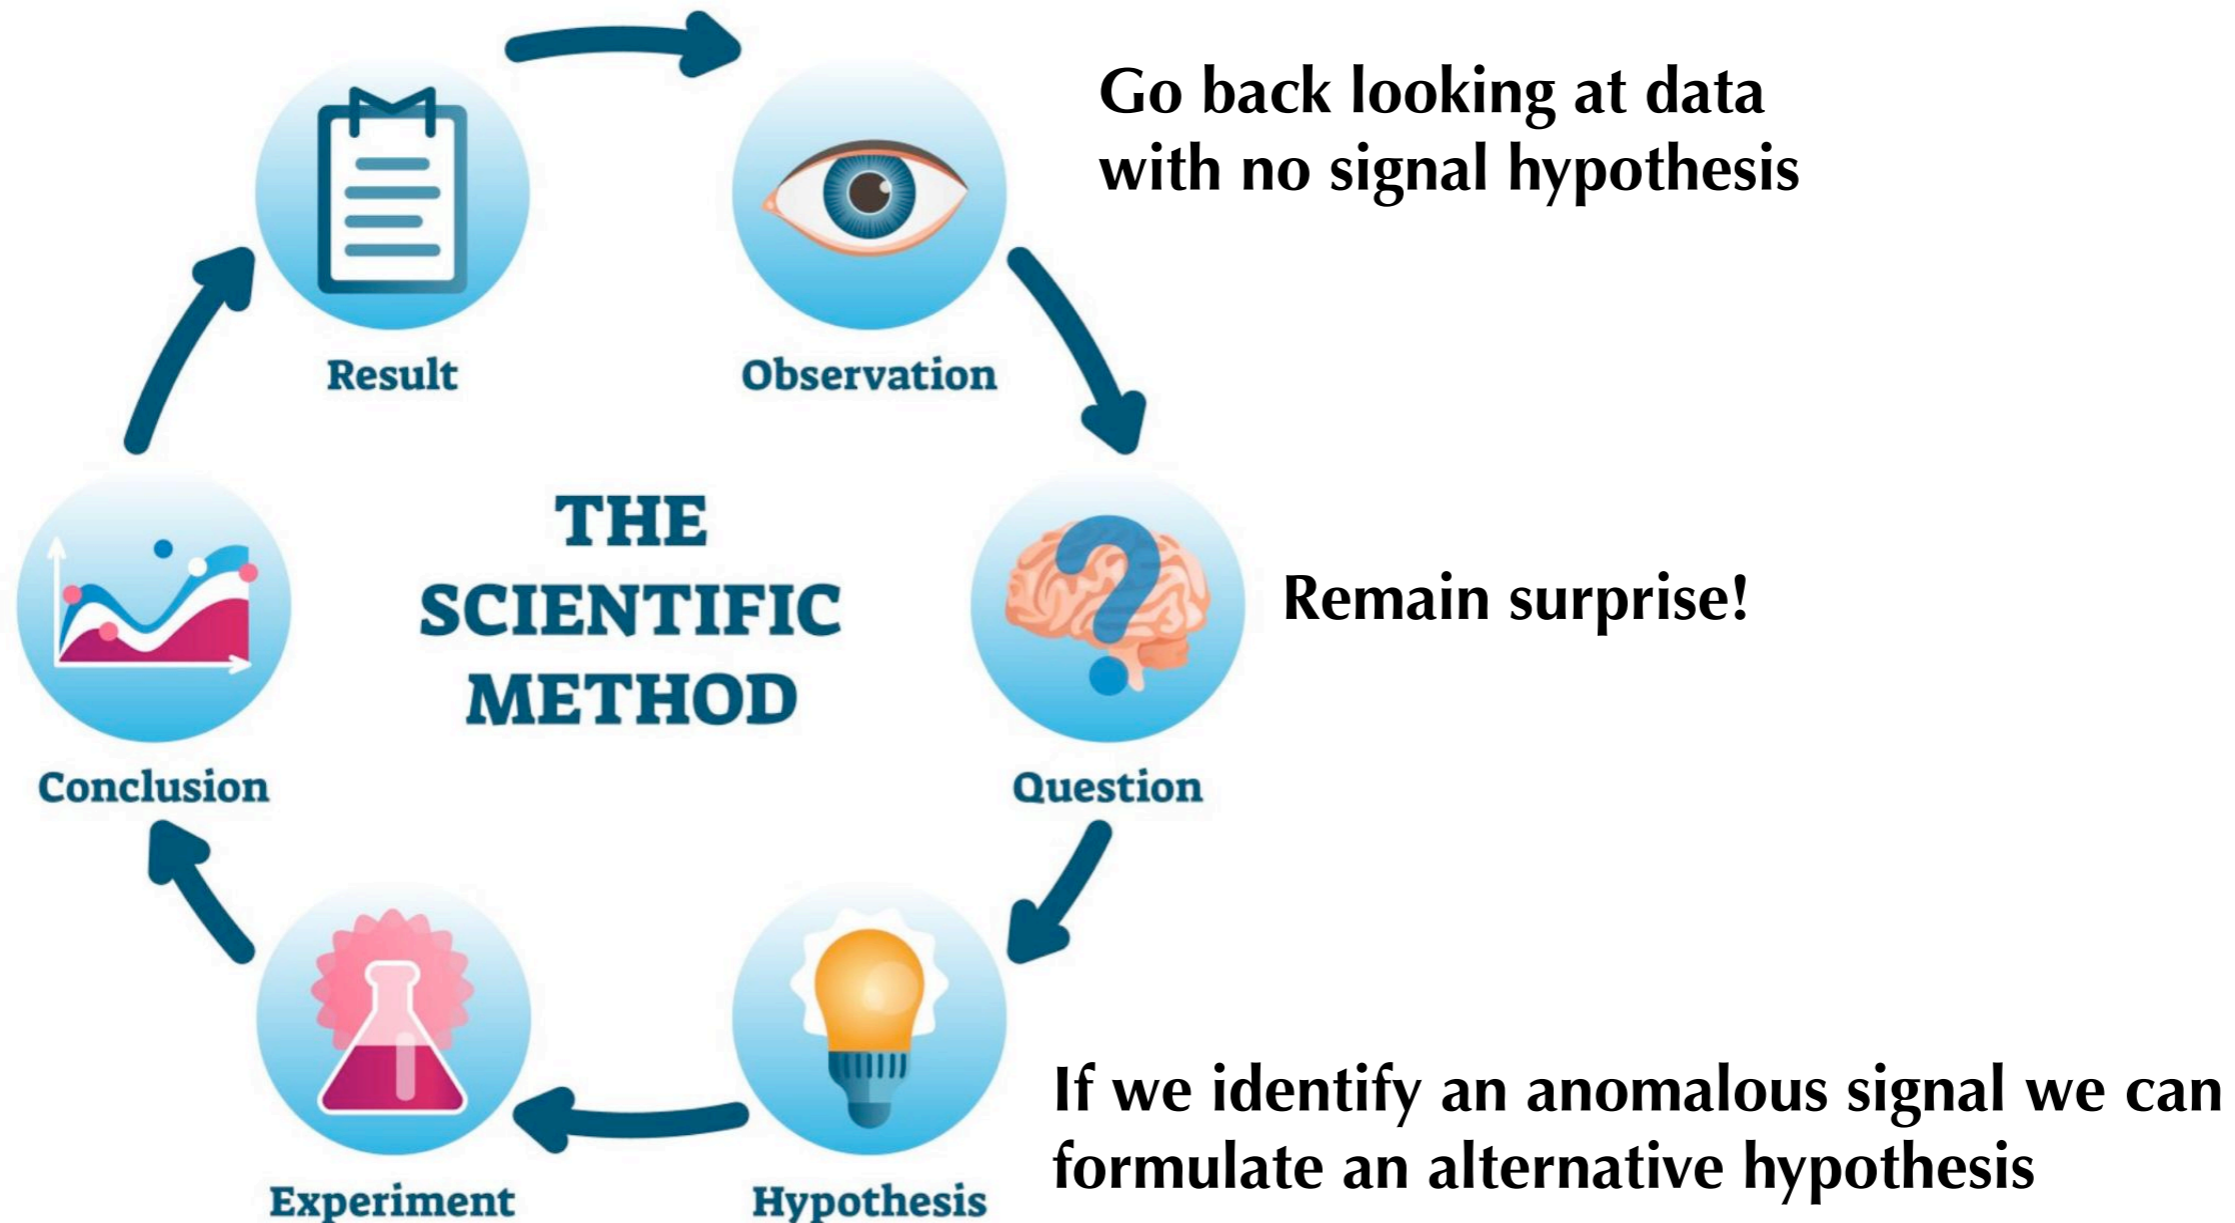 Go back looking at data
with no signal hypothesis
Result
Observation
THE
SCIENTIFIC
METHOD
Remain surprise!
Conclusion
Question
If we identify an anomalous signal we can
formulate an alternative hypothesis
Experiment
Hypothesis